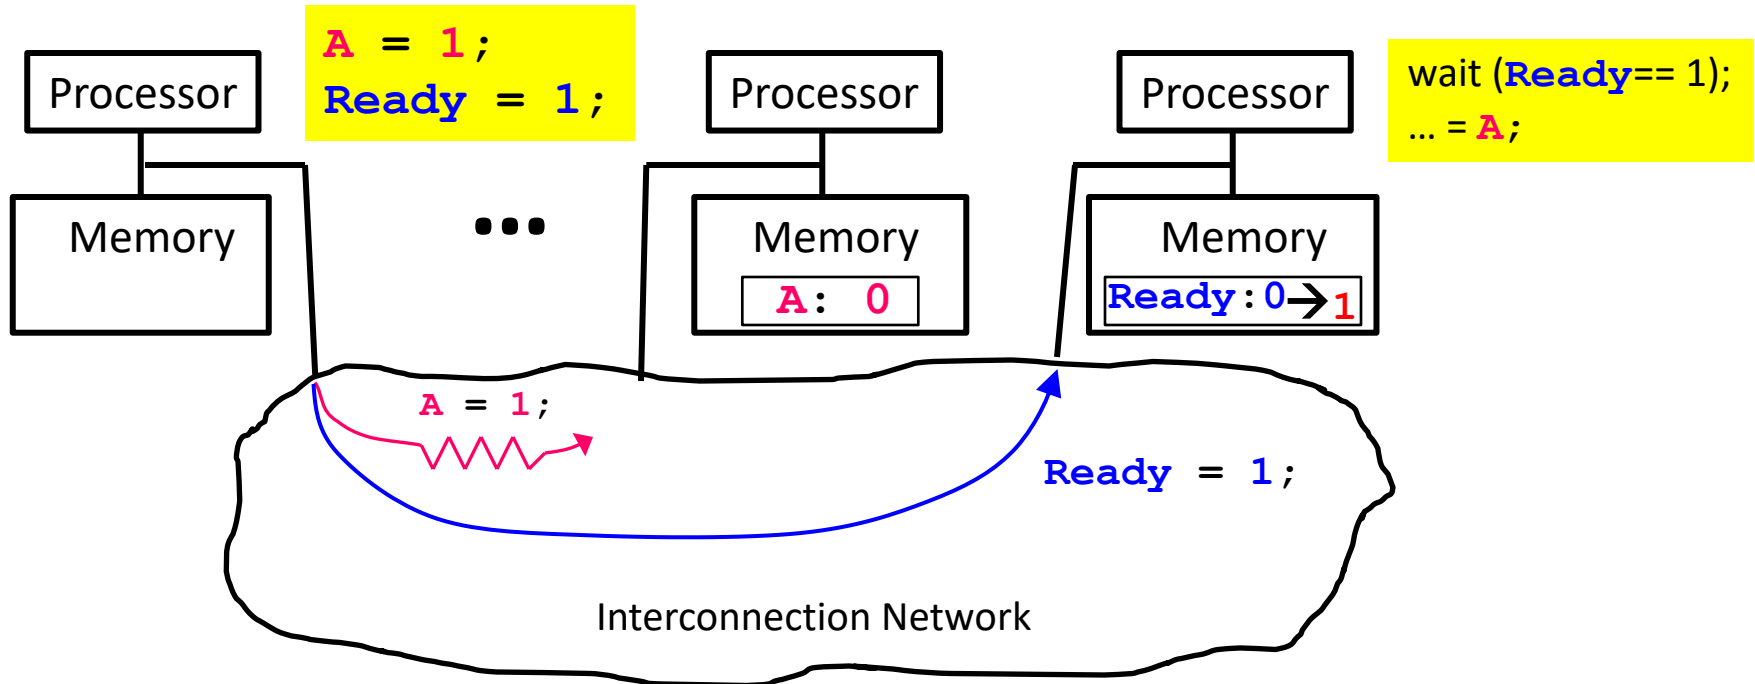 A = 1;
Ready = 1;
Processor
Processor
Processor
wait (Ready== 1);
... = A;
Memory
...
Memory
Memory
A: 0
Ready:0→1
A = 1;
Ready = 1;
Interconnection Network